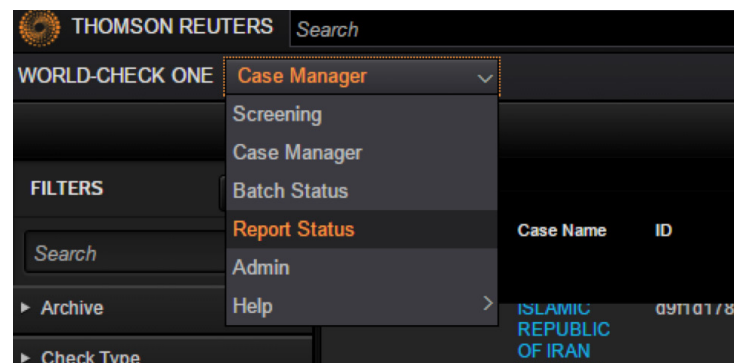 THOMSON REUTERS
Search
WORLD-CHECK ONE
Case Manager
Screening
Case Manager
Batch Status
Report Status
Admin
Help
FILTERS
Search
Archive
Check Type
Case Name
ID
ISLAMIC
REPUBLIC
OF IRAN
d9f1d178